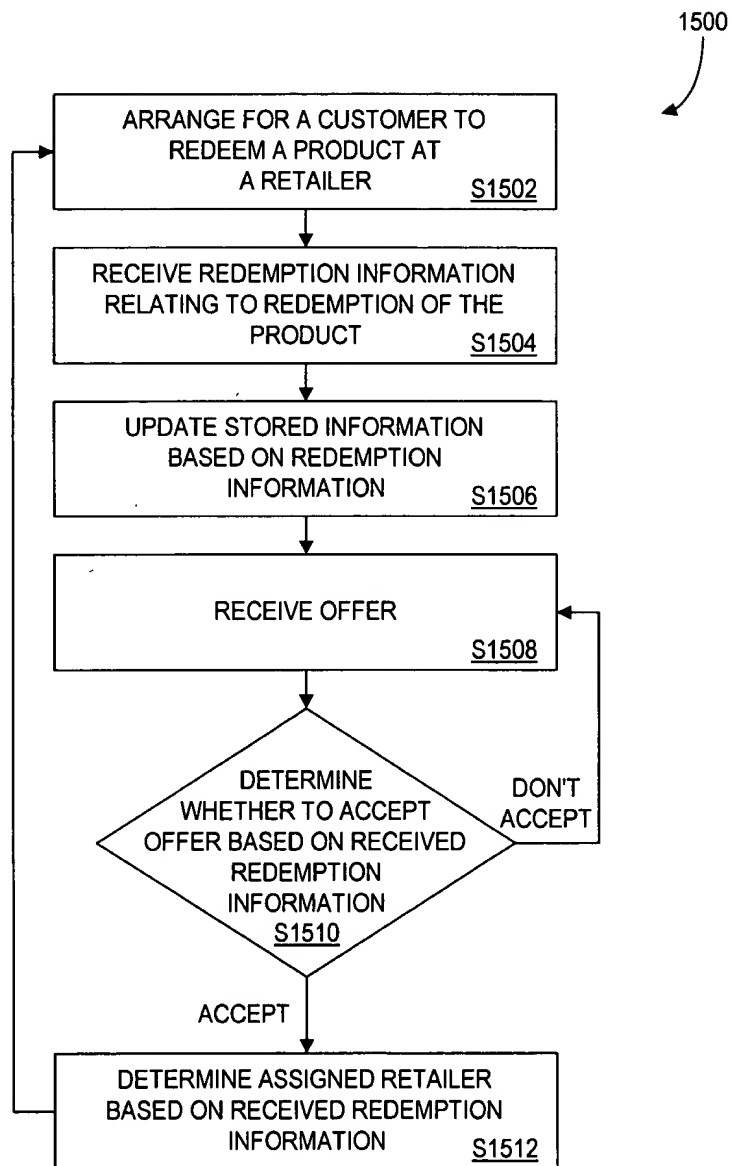 1500
ARRANGE FOR A CUSTOMER TO
REDEEM A PRODUCT AT
A RETAILER
S1502
RECEIVE REDEMPTION INFORMATION
RELATING TO REDEMPTION OF THE
PRODUCT
S1504
UPDATE STORED INFORMATION
BASED ON REDEMPTION
INFORMATION
S1506
RECEIVE OFFER
S1508
DETERMINE
WHETHER TO ACCEPT
OFFER BASED ON RECEIVED
REDEMPTION
INFORMATION
S1510
DON'T
ACCEPT
ACCEPT
DETERMINE ASSIGNED RETAILER
BASED ON RECEIVED REDEMPTION
INFORMATION
S1512